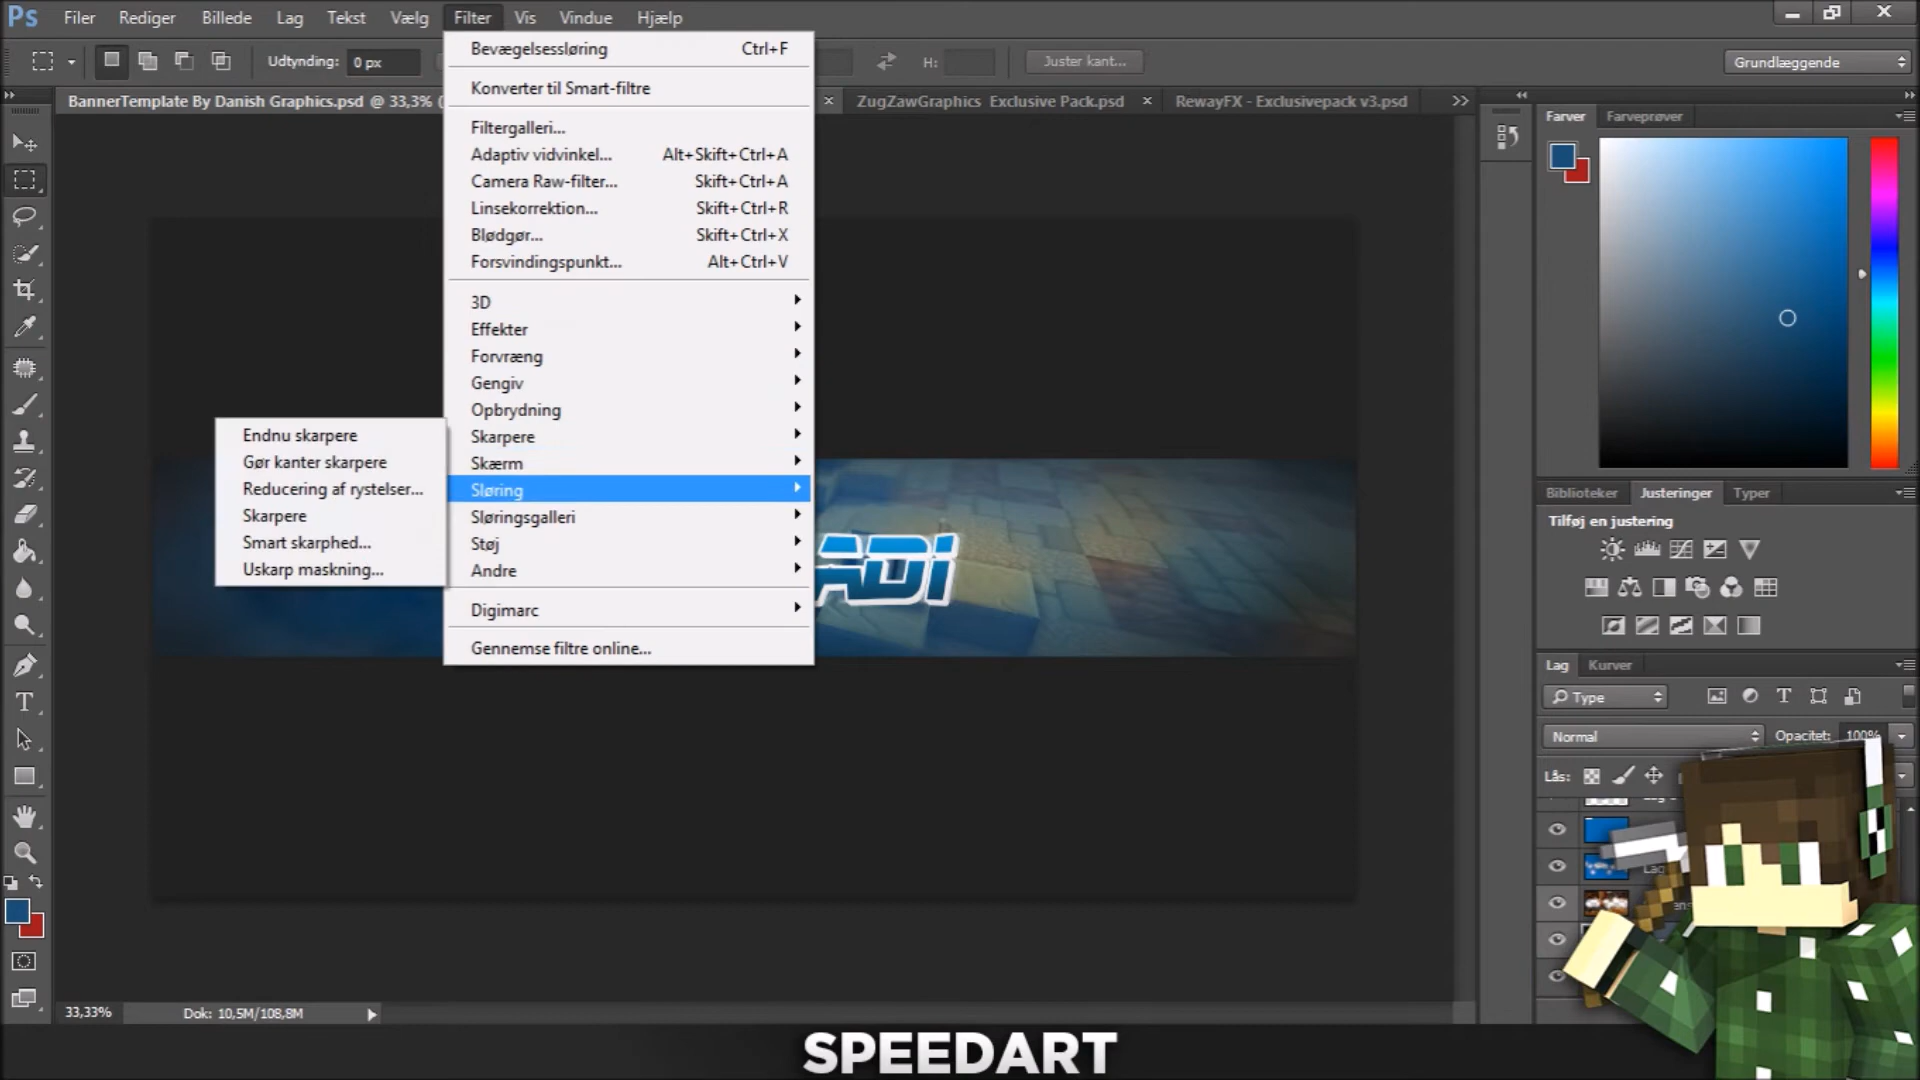 Ps Filer Rediger Billede Lag Tekst Vælg Filter Vis Vindue Hjælp
Udtynding: 0 px H: Juster kant... Grundlæggende
BannerTemplate By Danish Graphics.psd @ 33,3% ( ZugZawGraphics Exclusive Pack.psd RewayFX - Exclusivepack v3.psd
Bevægelsessløring Ctrl+F
Konverter til Smart-filtre
Filtergalleri...
Adaptiv vidvinkel... Alt+Skift+Ctrl+A
Camera Raw-filter... Skift+Ctrl+A
Linsekorrektion... Skift+Ctrl+R
Blødgør... Skift+Ctrl+X
Forsvindingspunkt... Alt+Ctrl+V
3D
Effekter
Forvræng
Gengiv
Opbrydning
Skarpere
Skærm
Sløring
Sløringsgalleri
Støj
Andre
Digimarc
Gennemse filtre online...
Endnu skarpere
Gør kanter skarpere
Reducering af rystelser...
Skarpere
Smart skarphed...
Uskarp maskning...
ADi
Farver Farveprøver
Biblioteker Justeringer Typer
Tilføj en justering
Lag Kurver
Type
Normal Opacitet: 100%
Lås:
33,33% Dok: 10,5M/108,8M
SPEEDART